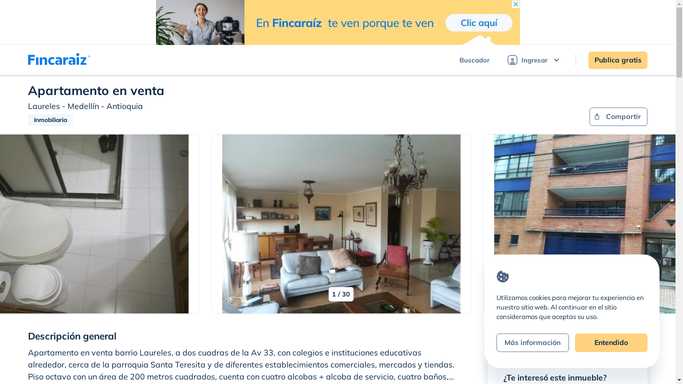 En Fincaraíz te ven porque te ven
Clic aquí
Fincaraiz
Buscador
Ingresar
Publica gratis
Apartamento en venta
Laureles - Medellín - Antioquia
Inmobiliaria
Compartir
1 / 30
Utilizamos cookies para mejorar tu experiencia en
nuestro sitio web. Al continuar en el sitio
consideramos que aceptas su uso.
Más información
Entendido
Descripción general
Apartamento en venta barrio Laureles, a dos cuadras de la Av 33, con colegios e instituciones educativas
alrededor, cerca de la parroquia Santa Teresita y de diferentes establecimientos comerciales, mercados y tiendas.
Piso octavo con un área de 200 metros cuadrados, cuenta con cuatro alcobas + alcoba de servicio, cuatro baños,...
¿Te interesó este inmueble?